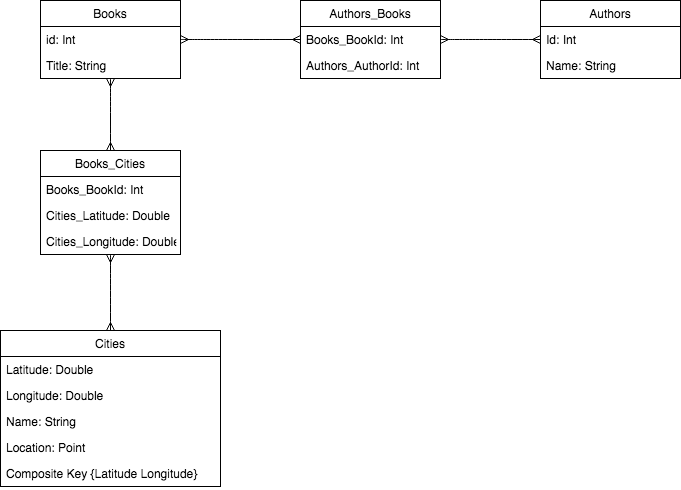 Books
id: Int
Title: String
Authors_Books
Books_BookId: Int
Authors_AuthorId: Int
Authors
Id: Int
Name: String
Books_Cities
Books_BookId: Int
Cities_Latitude: Double
Cities_Longitude: Double
Cities
Latitude: Double
Longitude: Double
Name: String
Location: Point
Composite Key {Latitude Longitude}